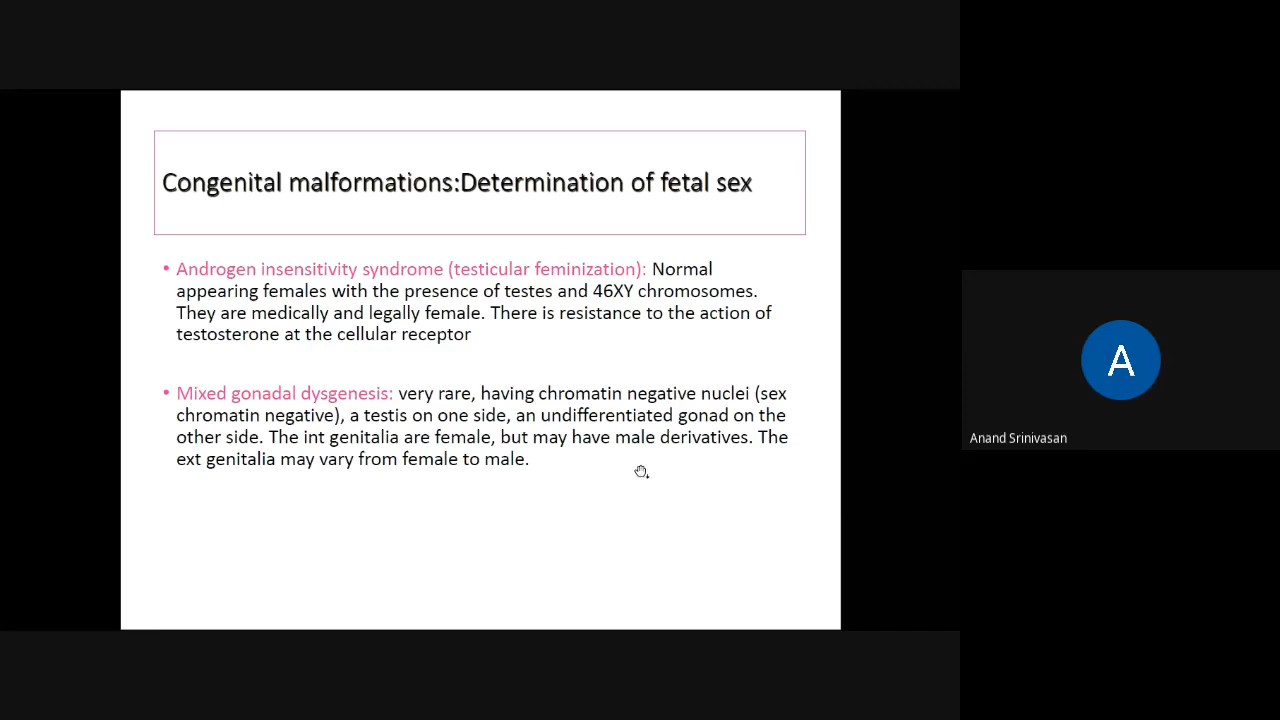 Congenital malformations:Determination of fetal sex
• Androgen insensitivity syndrome (testicular feminization): Normal
appearing females with the presence of testes and 46XY chromosomes.
They are medically and legally female. There is resistance to the action of
testosterone at the cellular receptor
• Mixed gonadal dysgenesis: very rare, having chromatin negative nuclei (sex
chromatin negative), a testis on one side, an undifferentiated gonad on the
other side. The int genitalia are female, but may have male derivatives. The
ext genitalia may vary from female to male.
A
Anand Srinivasan